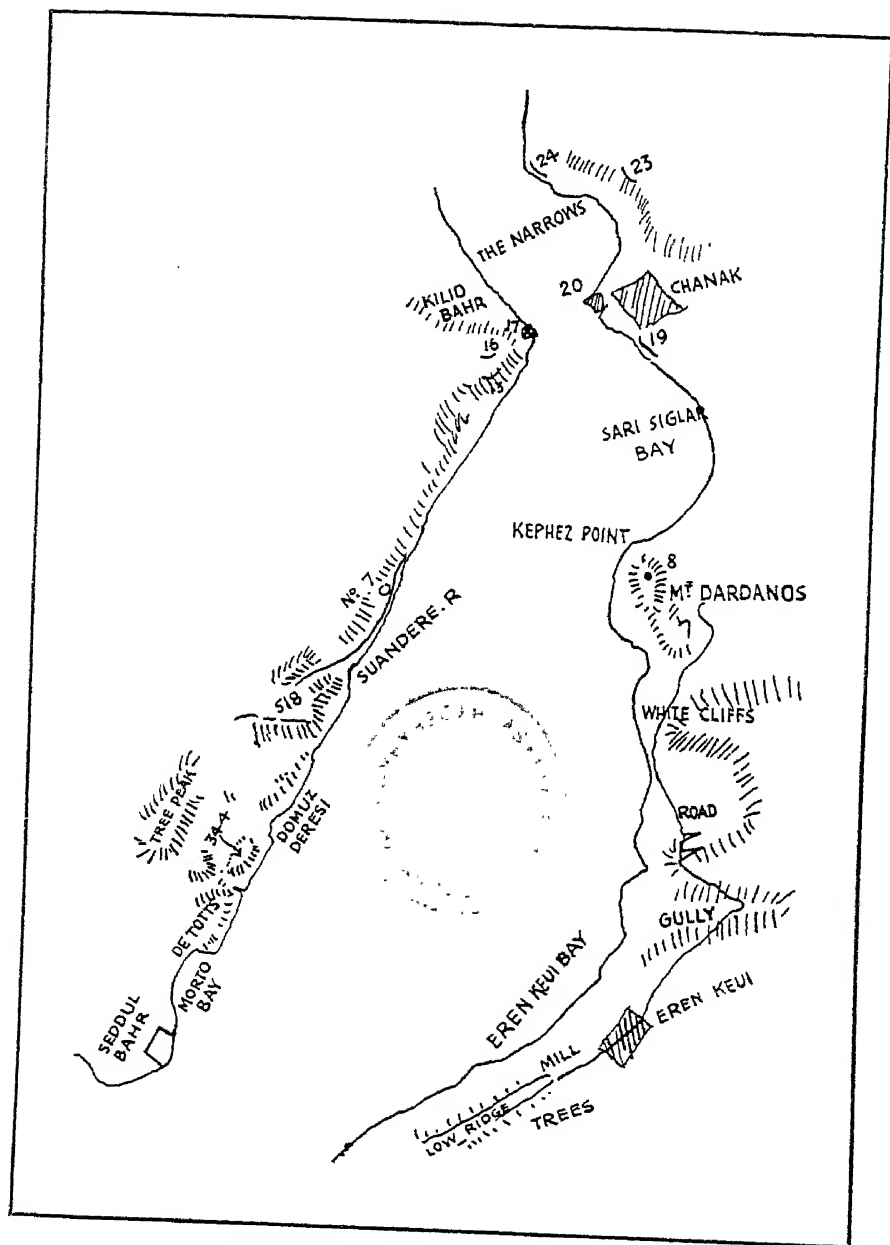 24
23
THE NARROWS
CHANAK
20
KILID
BAHR
17
16
19
SARI SIGLAR
BAY
KEPHEZ POINT
8
Mᵀ DARDANOS
Nº 7
SUANDERE. R
518
WHITE CLIFFS
TREE PEAK
344
DOMUZ
DERESI
ROAD
DE TOTTS
GULLY
MORTO
BAY
EREN KEUI BAY
SEDDUL
BAHR
EREN KEUI
MILL
LOW RIDGE
TREES